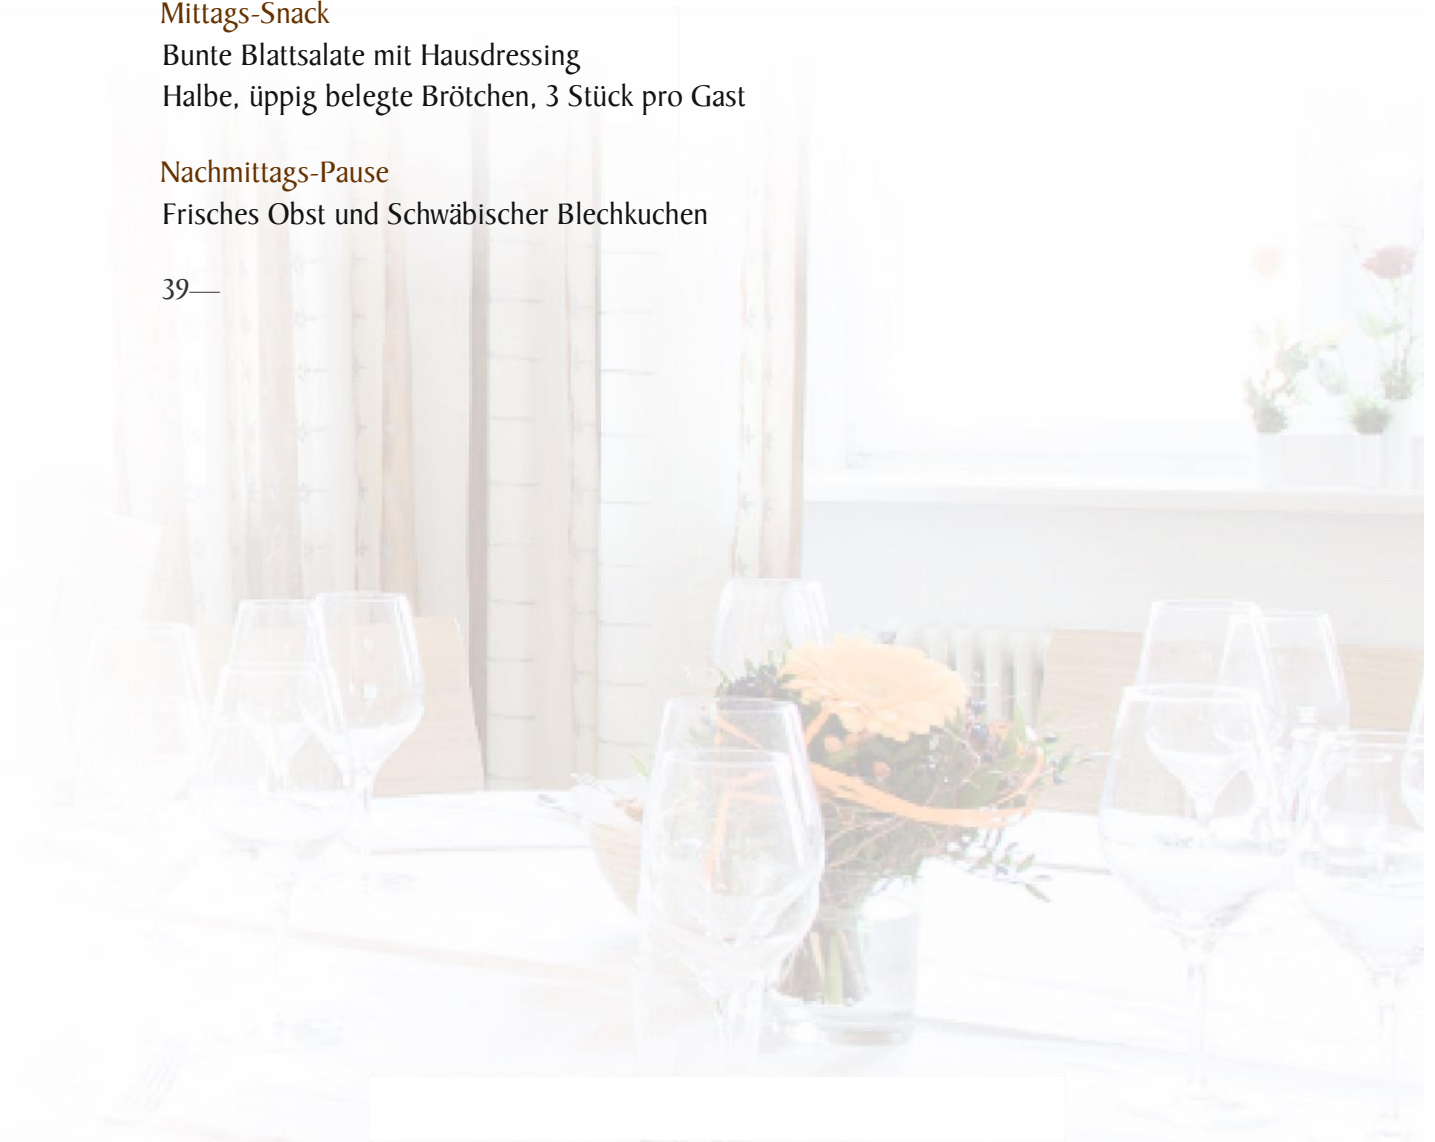 Mittags-Snack
Bunte Blattsalate mit Hausdressing
Halbe, üppig belegte Brötchen, 3 Stück pro Gast
Nachmittags-Pause
Frisches Obst und Schwäbischer Blechkuchen
39—